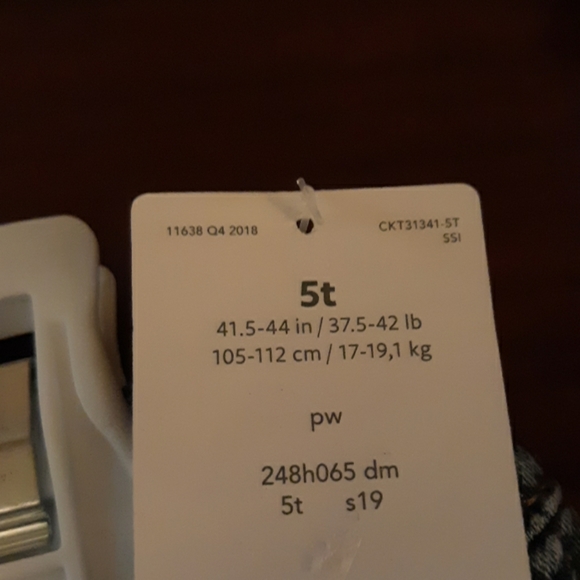 11638 Q4 2018
CKT31341-5T
SSI
5t
41.5-44 in / 37.5-42 lb
105-112 cm / 17-19,1 kg
pw
248h065 dm
5t s19